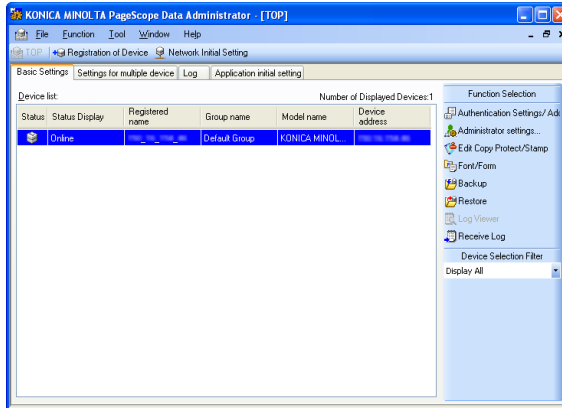 KONICA MINOLTA PageScope Data Administrator - [TOP]
File Function Tool Window Help
TOP Registration of Device Network Initial Setting
Basic Settings Settings for multiple device Log Application initial setting
Device list: Number of Displayed Devices:1
Status Status Display Registered name Group name Model name Device address
Online Default Group KONICA MINOL...
Function Selection
Authentication Settings/
Administrator settings...
Edit Copy Protect/Stamp
Font/Form
Backup
Restore
Log Viewer
Receive Log
Device Selection Filter
Display All